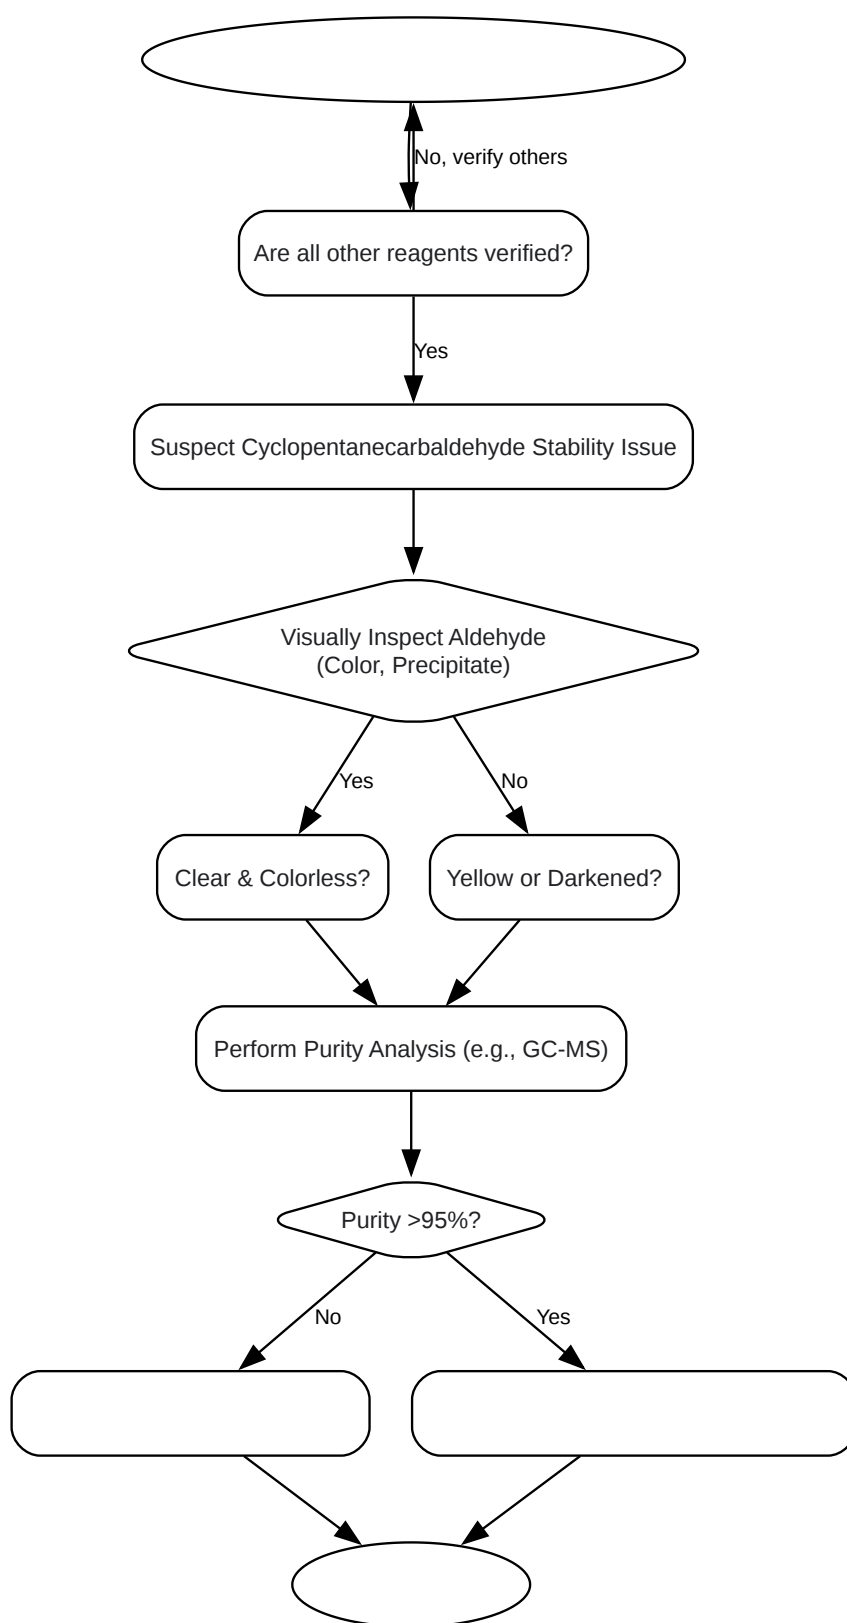 No, verify others
Are all other reagents verified?
Yes
Suspect Cyclopentanecarbaldehyde Stability Issue
Visually Inspect Aldehyde
(Color, Precipitate)
Yes
No
Clear & Colorless?
Yellow or Darkened?
Perform Purity Analysis (e.g., GC-MS)
Purity >95%?
No
Yes